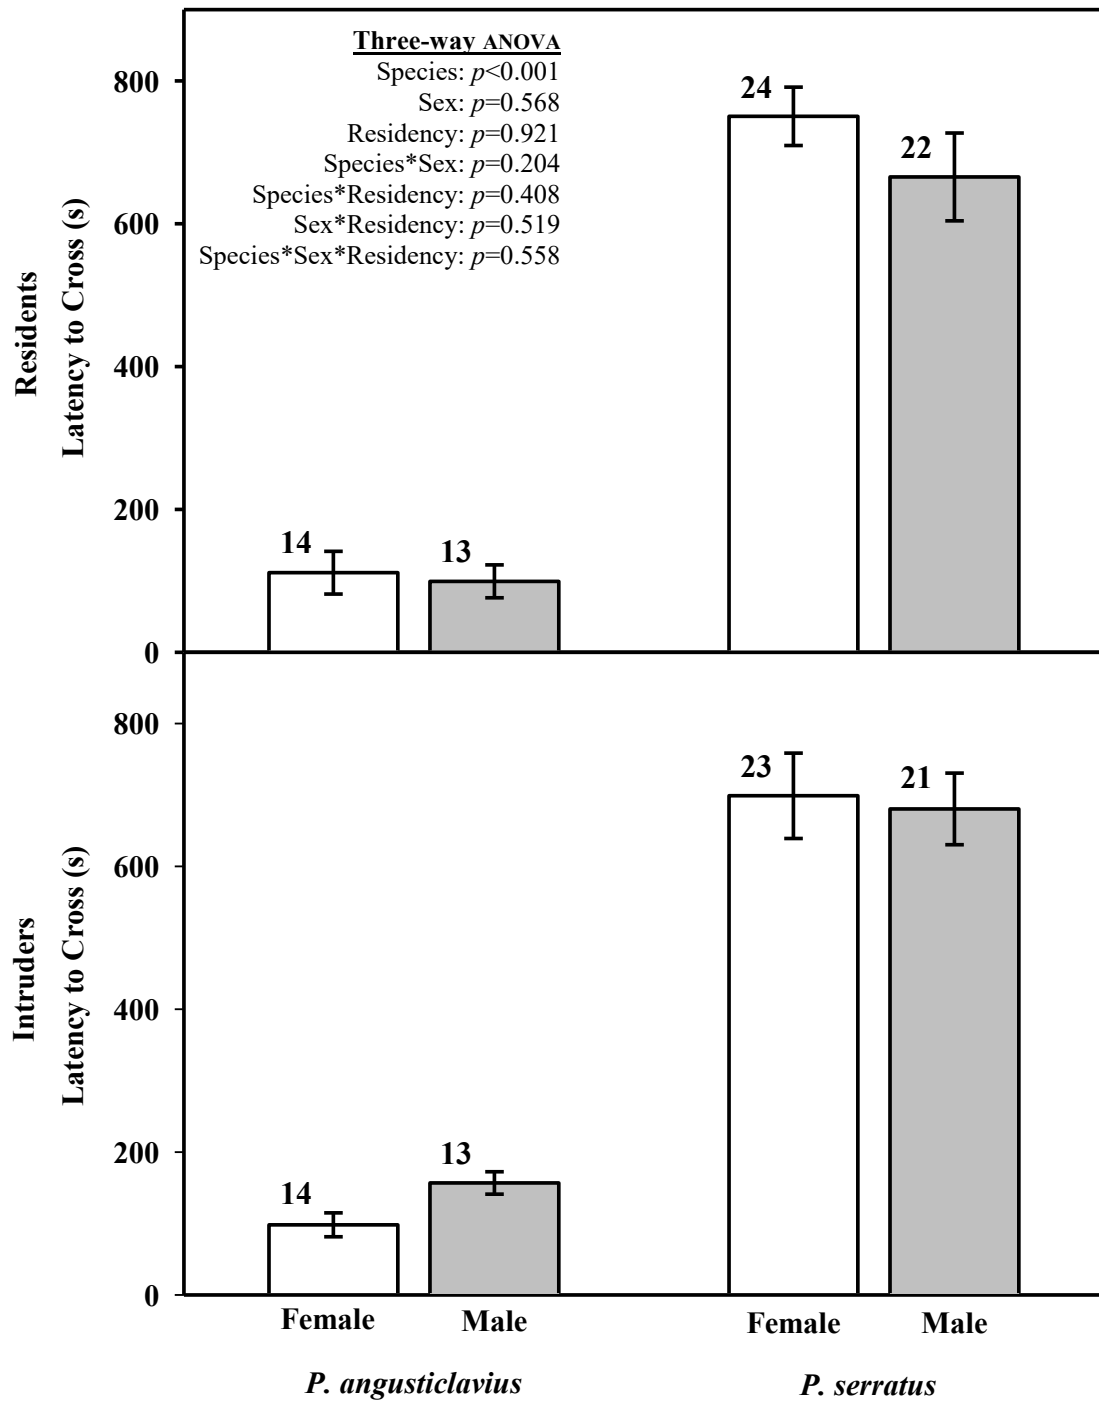 Three-way ANOVA
Species: p<0.001
Sex: p=0.568
Residency: p=0.921
Species*Sex: p=0.204
Species*Residency: p=0.408
Sex*Residency: p=0.519
Species*Sex*Residency: p=0.558
Residents
Latency to Cross (s)
800
600
400
200
0
14
13
24
22
Intruders
Latency to Cross (s)
800
600
400
200
0
14
13
23
21
Female
Male
Female
Male
P. angusticlavius
P. serratus